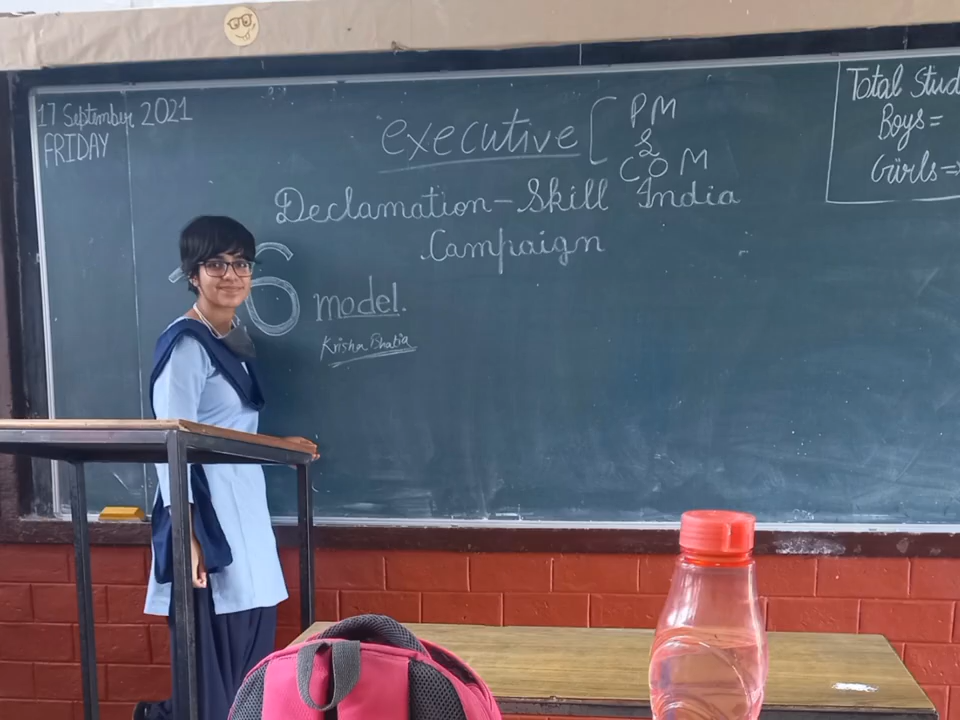 17 September 2021
FRIDAY
executive [ PM
&
COM
Declamation - Skill India
Campaign
6 model.
Krisha Bhatia
Total Stud
Boys =
Girls =>